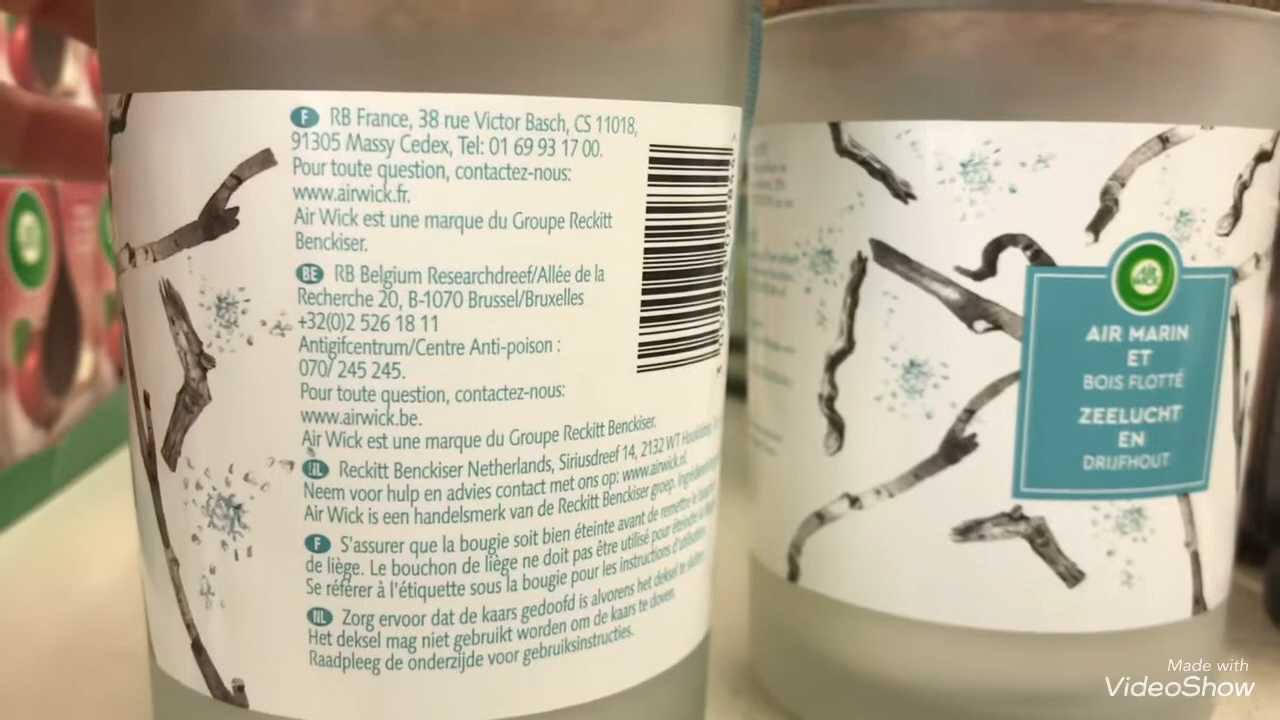 F RB France, 38 rue Victor Basch, CS 11018,
91305 Massy Cedex, Tel: 01 69 93 17 00.
Pour toute question, contactez-nous:
www.airwick.fr.
Air Wick est une marque du Groupe Reckitt
Benckiser.
BE RB Belgium Researchdreef/Allée de la
Recherche 20, B-1070 Brussel/Bruxelles
+32(0)2 526 18 11
Antigifcentrum/Centre Anti-poison :
070/ 245 245.
Pour toute question, contactez-nous:
www.airwick.be.
Air Wick est une marque du Groupe Reckitt Benckiser.
NL Reckitt Benckiser Netherlands, Siriusdreef 14, 2132 WT
Neem voor hulp en advies contact met ons op: www.airwick.nl.
Air Wick is een handelsmerk van de Reckitt Benckiser groep.
F S'assurer que la bougie soit bien éteinte avant de remettre le
de liège. Le bouchon de liège ne doit pas être utilisé pour éteindre la
Se référer à l'étiquette sous la bougie pour les instructions d'utilisation.
NL Zorg ervoor dat de kaars gedoofd is alvorens het deksel te sluiten.
Het deksel mag niet gebruikt worden om de kaars te doven.
Raadpleeg de onderzijde voor gebruiksinstructies.
AIR
WICK
AIR MARIN
ET
BOIS FLOTTÉ
ZEELUCHT
EN
DRIJFHOUT
Made with
VideoShow